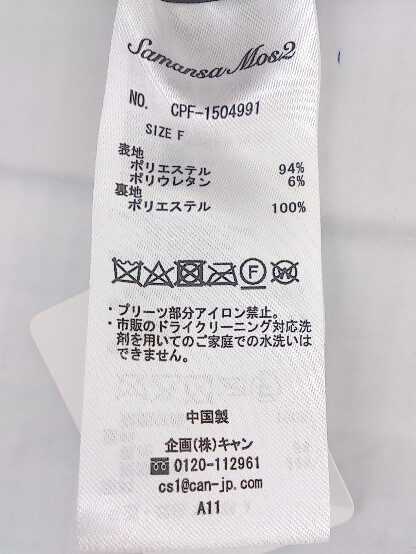 Samansa Mos2
NO. CPF-1504991
SIZE F
表地
ポリエステル 94%
ポリウレタン 6%
裏地
ポリエステル 100%
F W
・プリーツ部分アイロン禁止。
・市販のドライクリーニング対応洗
剤を用いてのご家庭での水洗いは
できません。
中国製
企画(株)キャン
0120-112961
cs1@can-jp.com
A11